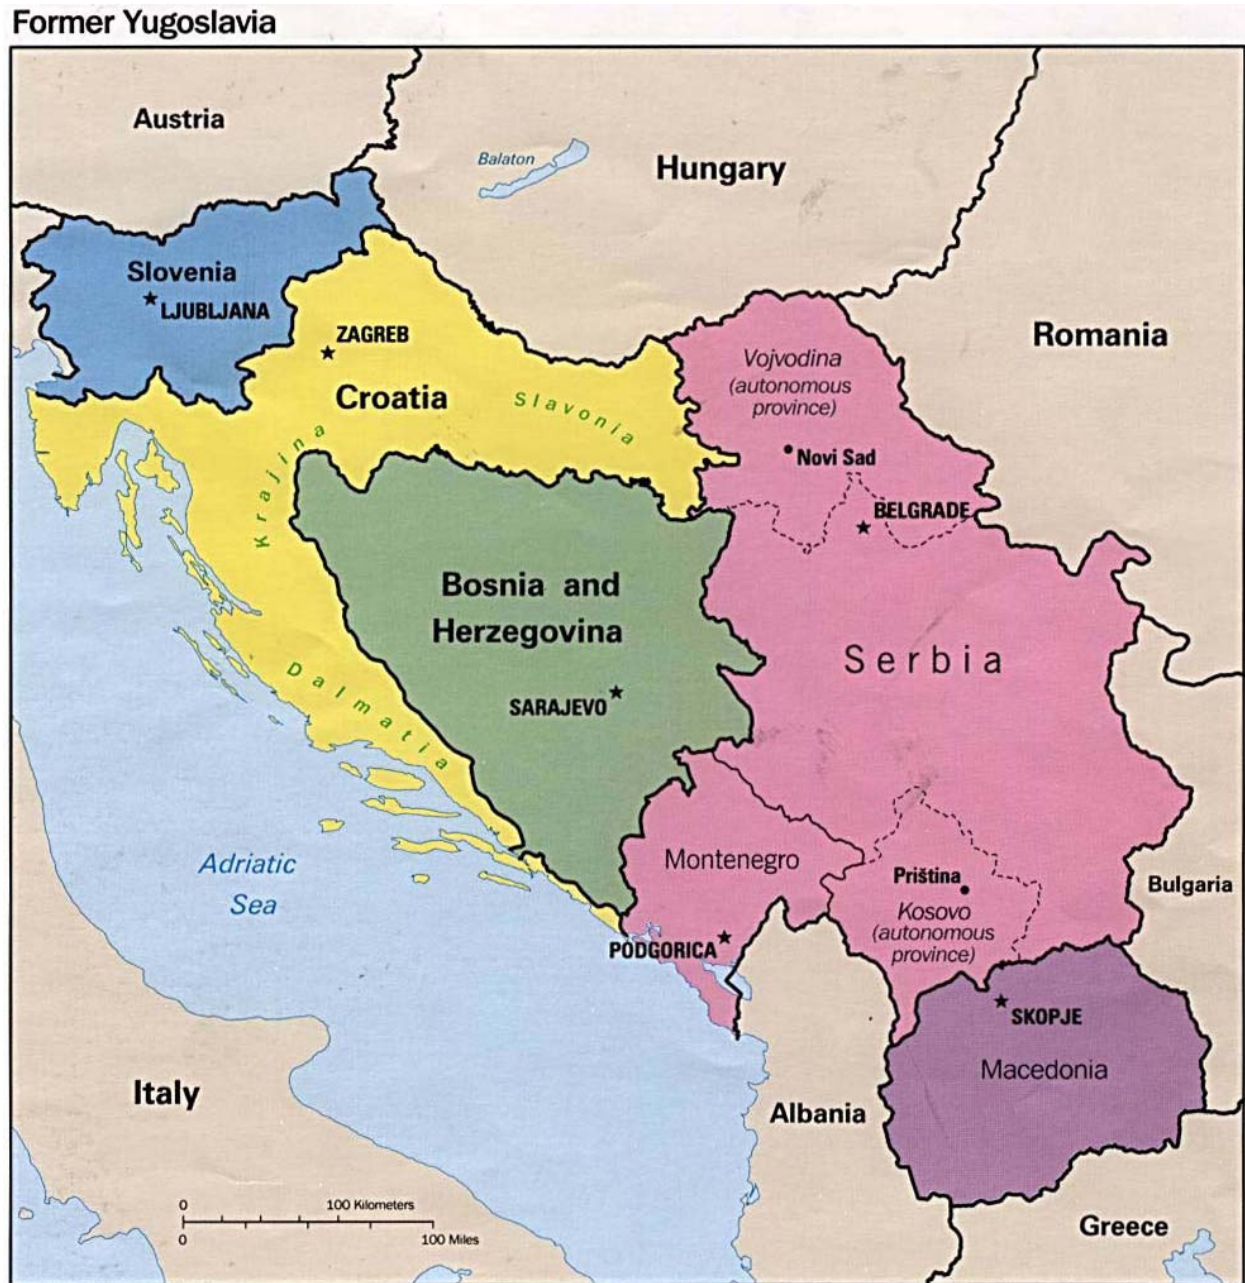 Former Yugoslavia
Austria
Balaton
Hungary
Slovenia
LJUBLJANA
ZAGREB
Croatia
Slavonia
Krajina
Romania
Vojvodina
(autonomous
province)
Novi Sad
BELGRADE
Bosnia and
Herzegovina
SARAJEVO
Serbia
Dalmatia
Adriatic
Sea
Montenegro
Priština
Kosovo
(autonomous
province)
Bulgaria
PODGORICA
SKOPJE
Macedonia
Italy
Albania
Greece
0 100 Kilometers
0 100 Miles